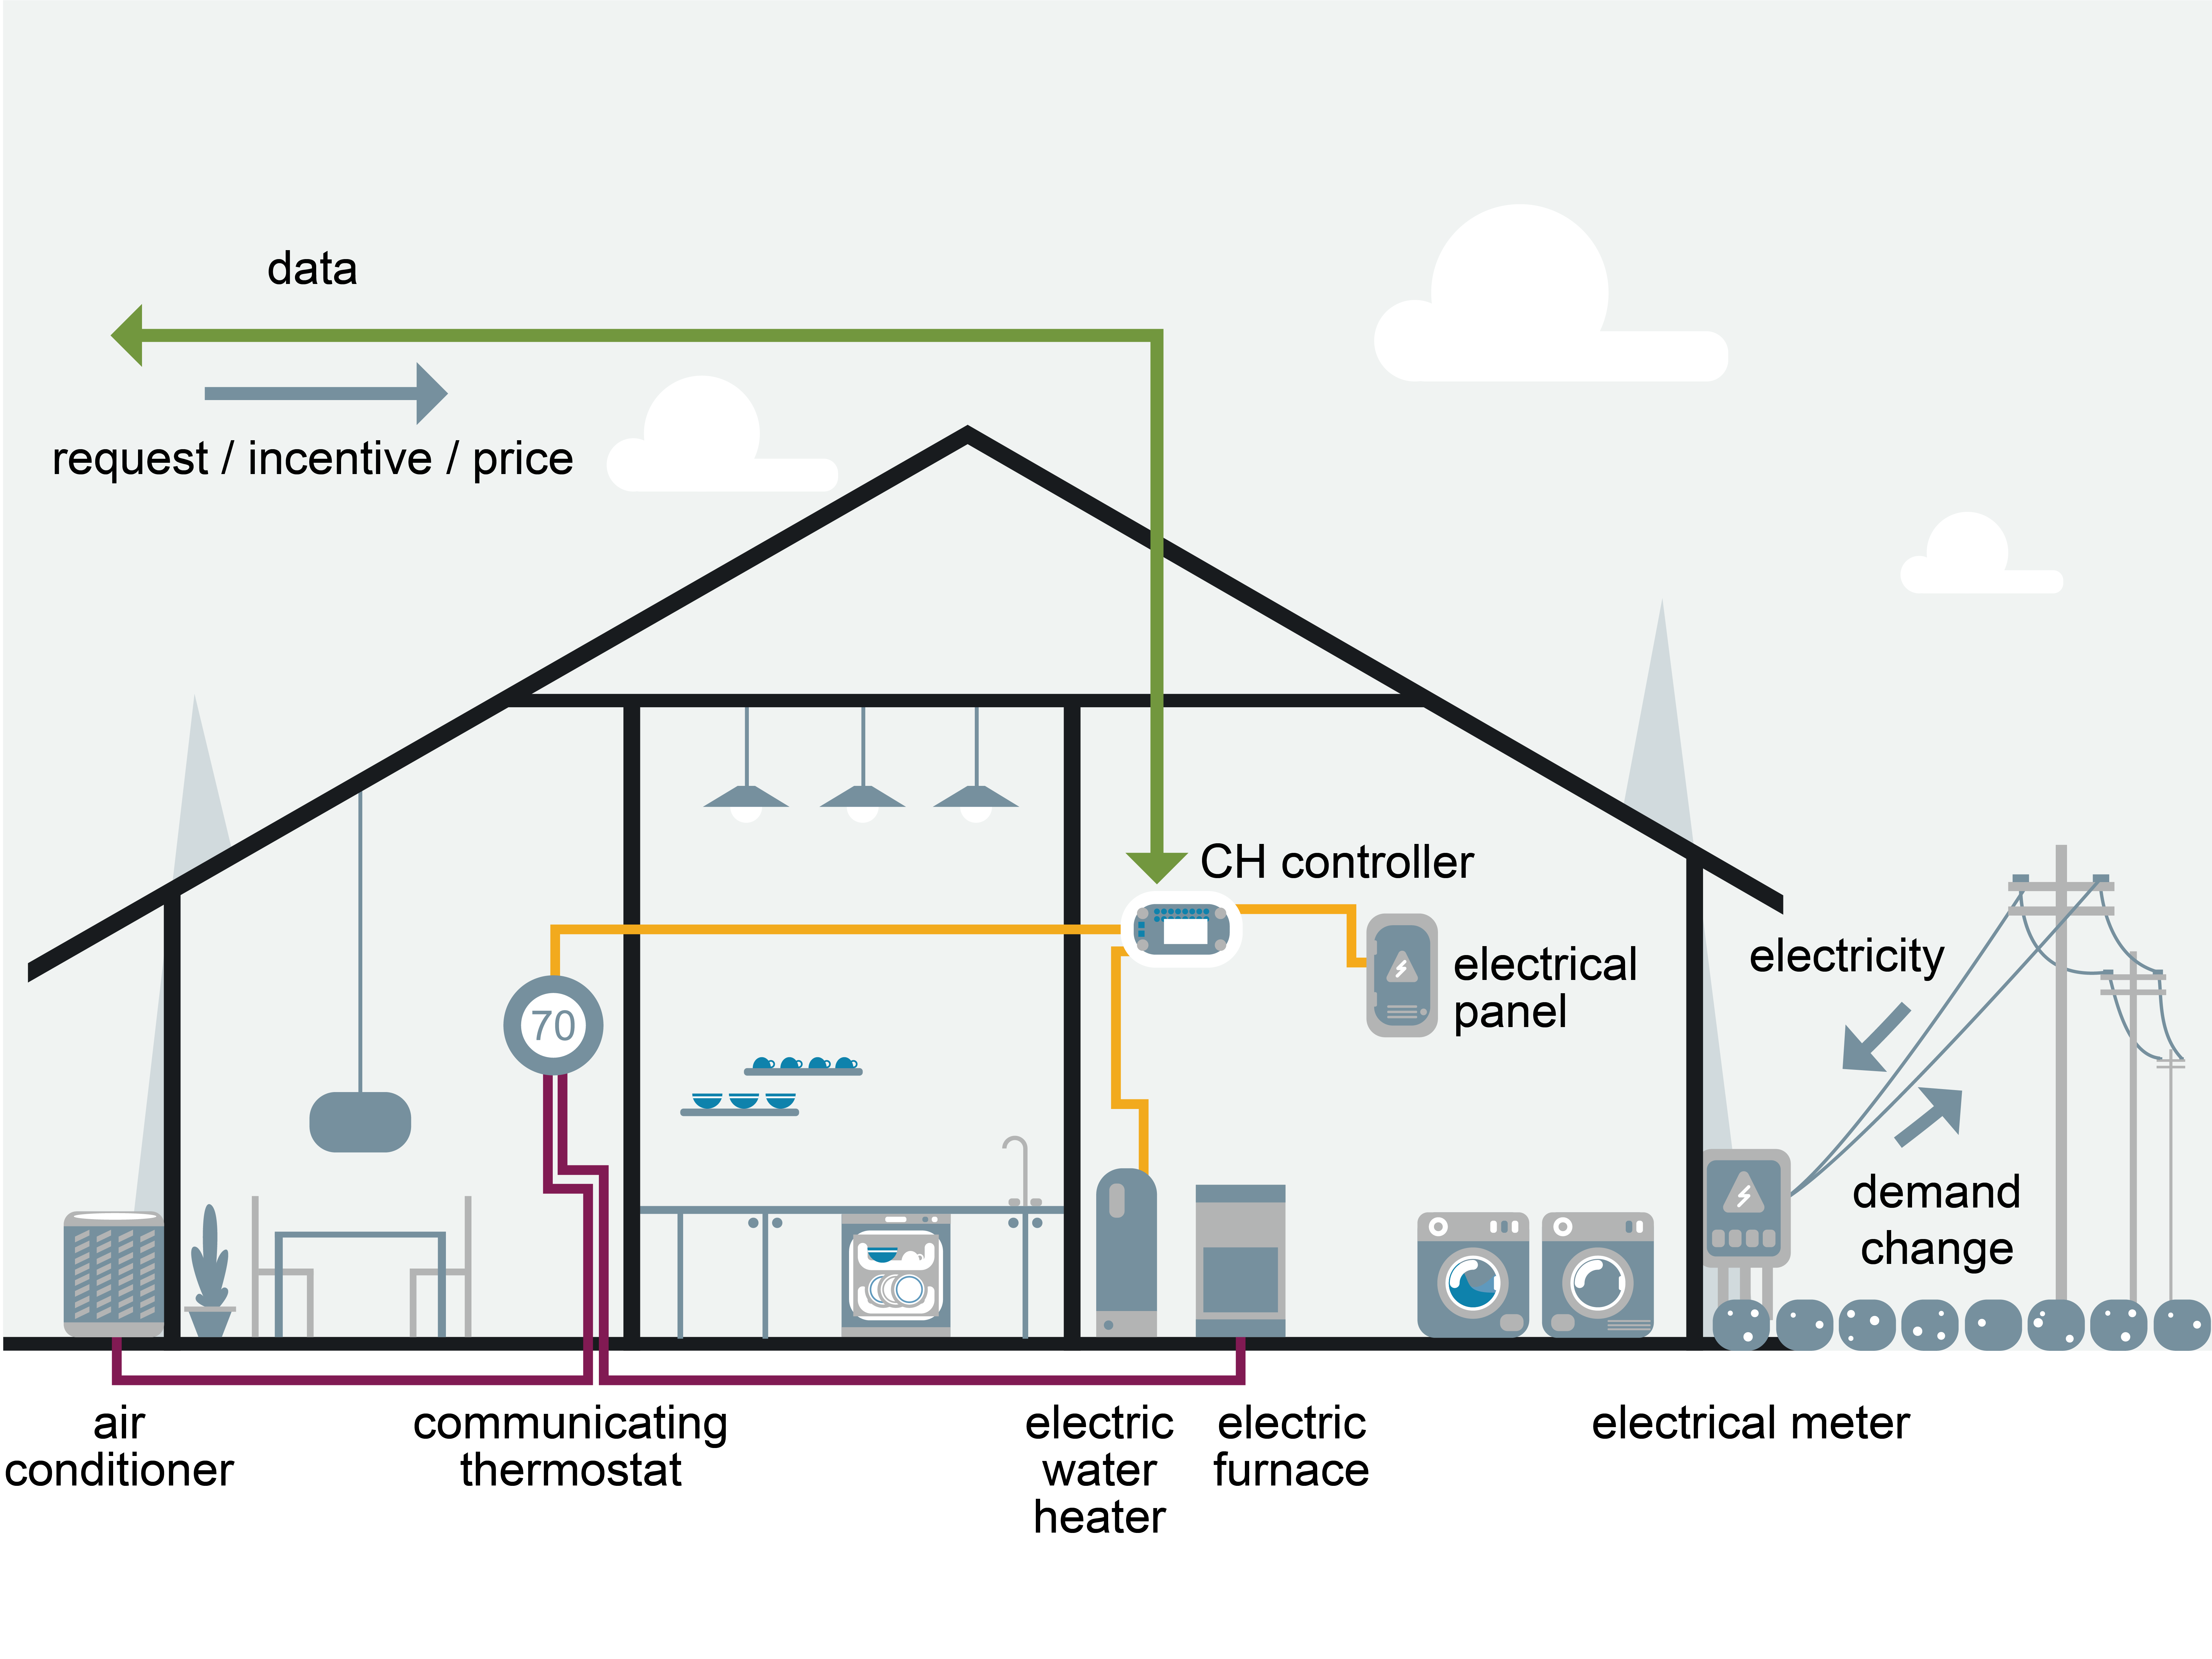 data
request / incentive / price
CH controller
electrical
panel
electricity
70
demand
change
air
conditioner
communicating
thermostat
electric
water
heater
electric
furnace
electrical meter